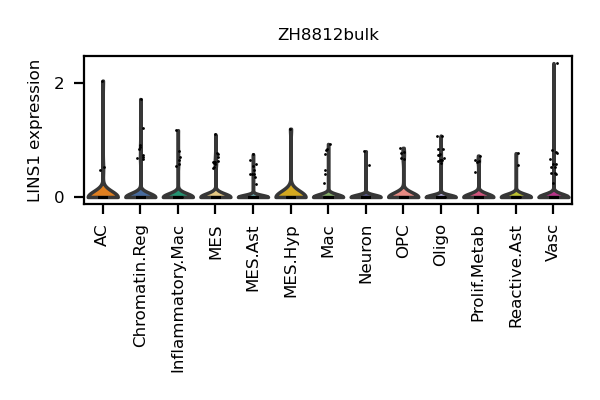 ZH8812bulk
LINS1 expression
2
0
AC
Chromatin.Reg
Inflammatory.Mac
MES
MES.Ast
MES.Hyp
Mac
Neuron
OPC
Oligo
Prolif.Metab
Reactive.Ast
Vasc